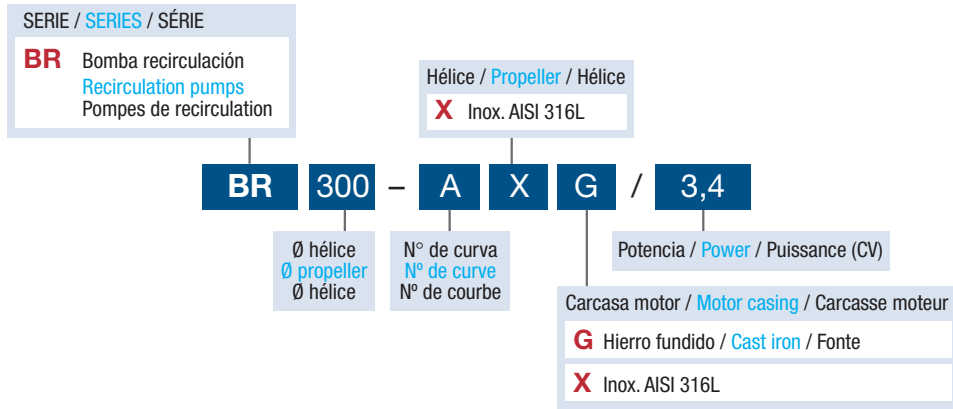 SERIE / SERIES / SÉRIE
BR Bomba recirculación
Recirculation pumps
Pompes de recirculation
Hélice / Propeller / Hélice
X Inox. AISI 316L
BR 300 – A X G / 3,4
Ø hélice
Ø propeller
Ø hélice
N° de curva
Nº de curve
Nº de courbe
Potencia / Power / Puissance (CV)
Carcasa motor / Motor casing / Carcasse moteur
G Hierro fundido / Cast iron / Fonte
X Inox. AISI 316L